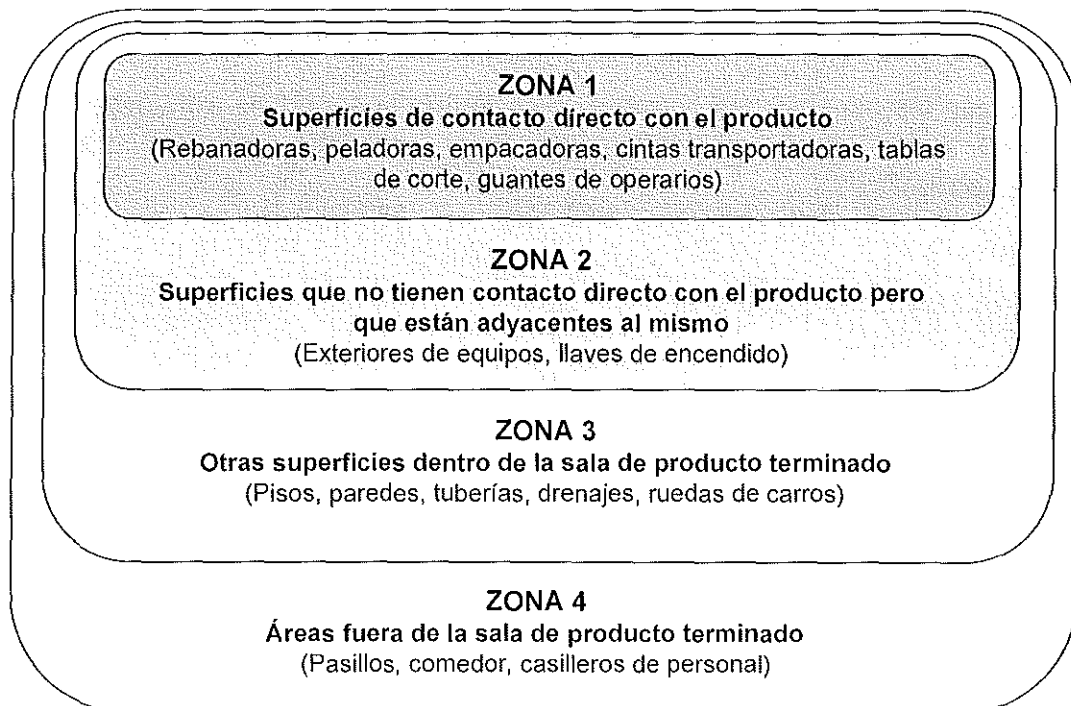 ZONA 1
Superficies de contacto directo con el producto
(Rebanadoras, peladoras, empacadoras, cintas transportadoras, tablas
de corte, guantes de operarios)
ZONA 2
Superficies que no tienen contacto directo con el producto pero
que están adyacentes al mismo
(Exteriores de equipos, llaves de encendido)
ZONA 3
Otras superficies dentro de la sala de producto terminado
(Pisos, paredes, tuberías, drenajes, ruedas de carros)
ZONA 4
Áreas fuera de la sala de producto terminado
(Pasillos, comedor, casilleros de personal)